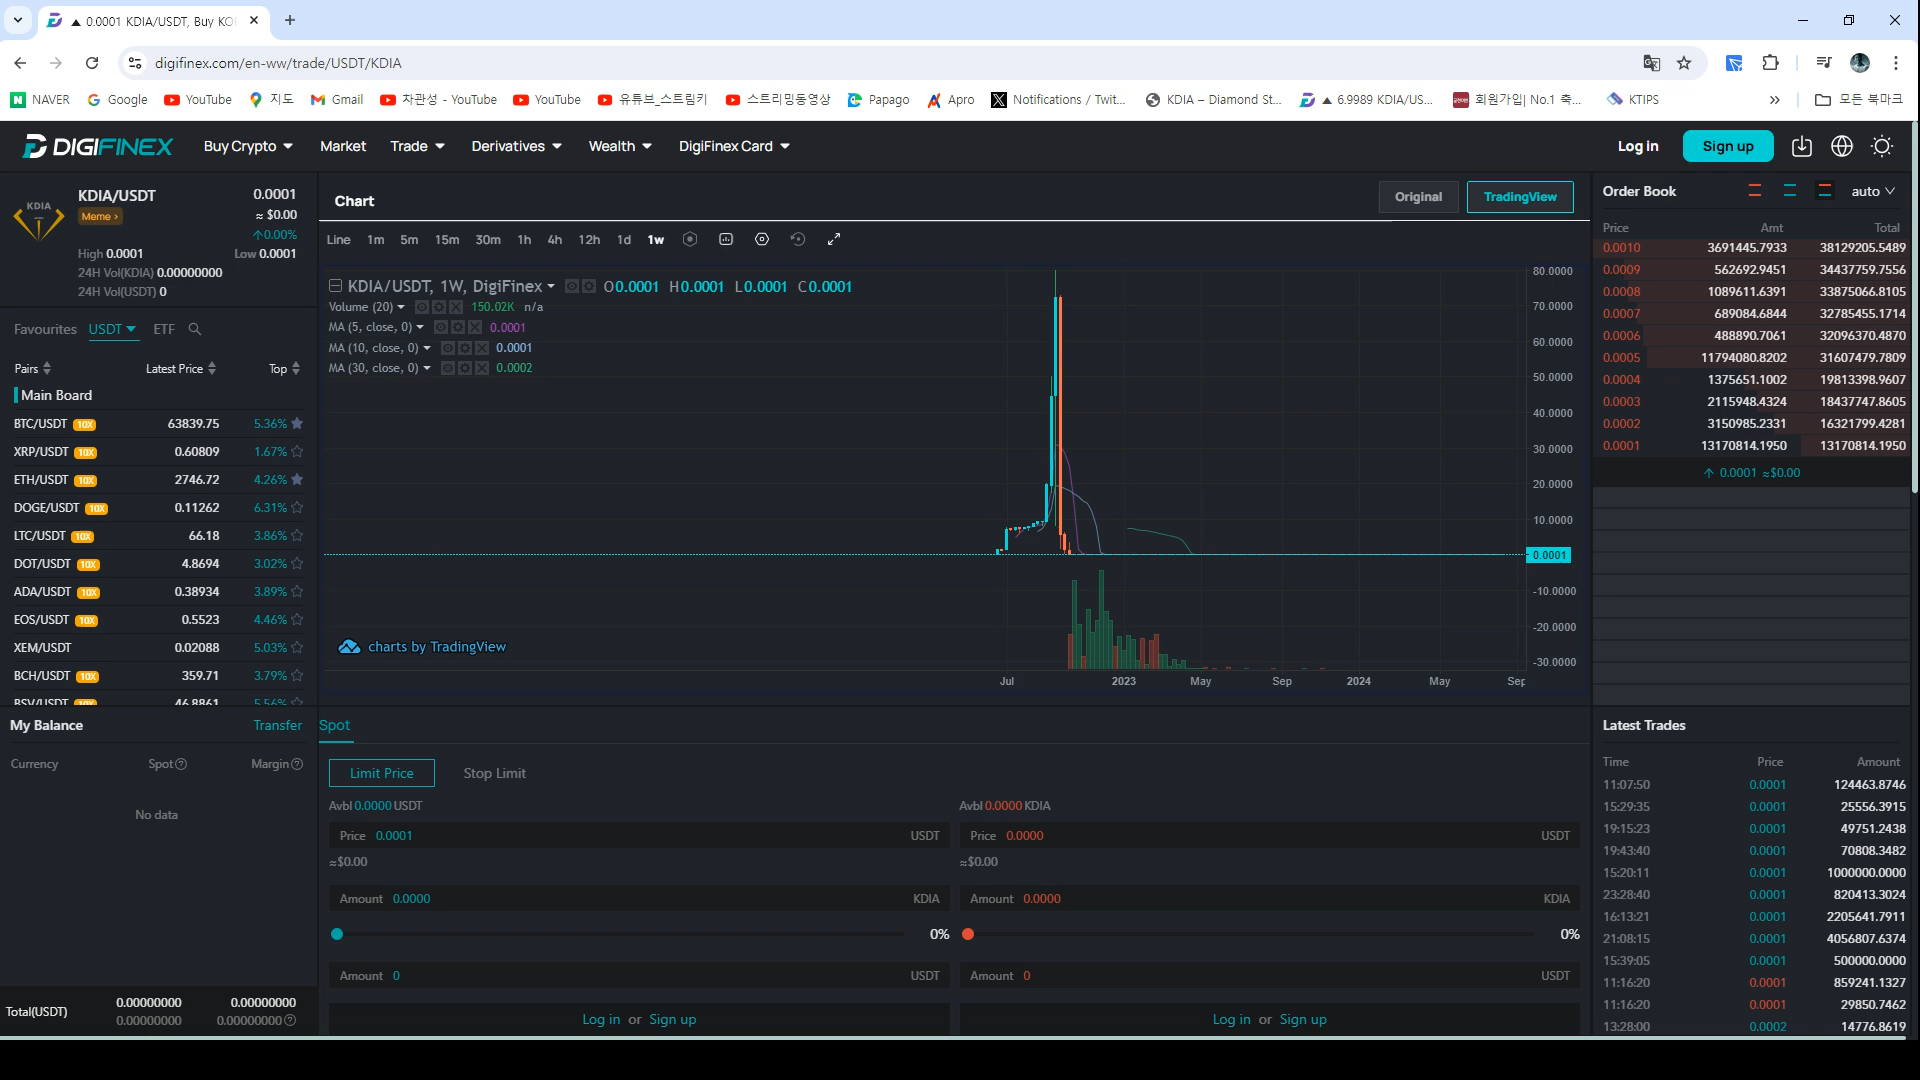 ▲ 0.0001 KDIA/USDT, Buy KD
digifinex.com/en-ww/trade/USDT/KDIA
NAVER Google YouTube 지도 Gmail 차관성 - YouTube YouTube 유튜브_스트림키 스트리밍동영상 Papago Apro Notifications / Twit... KDIA – Diamond St... ▲ 6.9989 KDIA/US... 회원가입| No.1 축... KTIPS » 모든 북마크
DIGIFINEX Buy Crypto Market Trade Derivatives Wealth DigiFinex Card Log in Sign up
KDIA
KDIA/USDT 0.0001
Meme › ≈ $0.00
↑0.00%
High 0.0001 Low 0.0001
24H Vol(KDIA) 0.00000000
24H Vol(USDT) 0
Favourites USDT ETF
Pairs Latest Price Top
Main Board
BTC/USDT 10X 63839.75 5.36%
XRP/USDT 10X 0.60809 1.67%
ETH/USDT 10X 2746.72 4.26%
DOGE/USDT 10X 0.11262 6.31%
LTC/USDT 10X 66.18 3.86%
DOT/USDT 10X 4.8694 3.02%
ADA/USDT 10X 0.38934 3.89%
EOS/USDT 10X 0.5523 4.46%
XEM/USDT 0.02088 5.03%
BCH/USDT 10X 359.71 3.79%
BSV/USDT 10X 46.8861 5.56%
My Balance Transfer
Currency Spot Margin
No data
Total(USDT) 0.00000000 0.00000000
0.00000000 0.00000000
Chart Original TradingView
Line 1m 5m 15m 30m 1h 4h 12h 1d 1w
KDIA/USDT, 1W, DigiFinex O0.0001 H0.0001 L0.0001 C0.0001
Volume (20) 150.02K n/a
MA (5, close, 0) 0.0001
MA (10, close, 0) 0.0001
MA (30, close, 0) 0.0002
80.0000
70.0000
60.0000
50.0000
40.0000
30.0000
20.0000
10.0000
0.0001
-10.0000
-20.0000
-30.0000
charts by TradingView
Jul 2023 May Sep 2024 May Sep
Spot
Limit Price Stop Limit
Avbl 0.0000 USDT Avbl 0.0000 KDIA
Price 0.0001 USDT Price 0.0000 USDT
≈$0.00 ≈$0.00
Amount 0.0000 KDIA Amount 0.0000 KDIA
0% 0%
Amount 0 USDT Amount 0 USDT
Log in or Sign up Log in or Sign up
Order Book auto
Price Amt Total
0.0010 3691445.7933 38129205.5489
0.0009 562692.9451 34437759.7556
0.0008 1089611.6391 33875066.8105
0.0007 689084.6844 32785455.1714
0.0006 488890.7061 32096370.4870
0.0005 11794080.8202 31607479.7809
0.0004 1375651.1002 19813398.9607
0.0003 2115948.4324 18437747.8605
0.0002 3150985.2331 16321799.4281
0.0001 13170814.1950 13170814.1950
↑ 0.0001 ≈$0.00
Latest Trades
Time Price Amount
11:07:50 0.0001 124463.8746
15:29:35 0.0001 25556.3915
19:15:23 0.0001 49751.2438
19:43:40 0.0001 70808.3482
15:20:11 0.0001 1000000.0000
23:28:40 0.0001 820413.3024
16:13:21 0.0001 2205641.7911
21:08:15 0.0001 4056807.6374
15:39:05 0.0001 500000.0000
11:16:20 0.0001 859241.1327
11:16:20 0.0001 29850.7462
13:28:00 0.0002 14776.8619